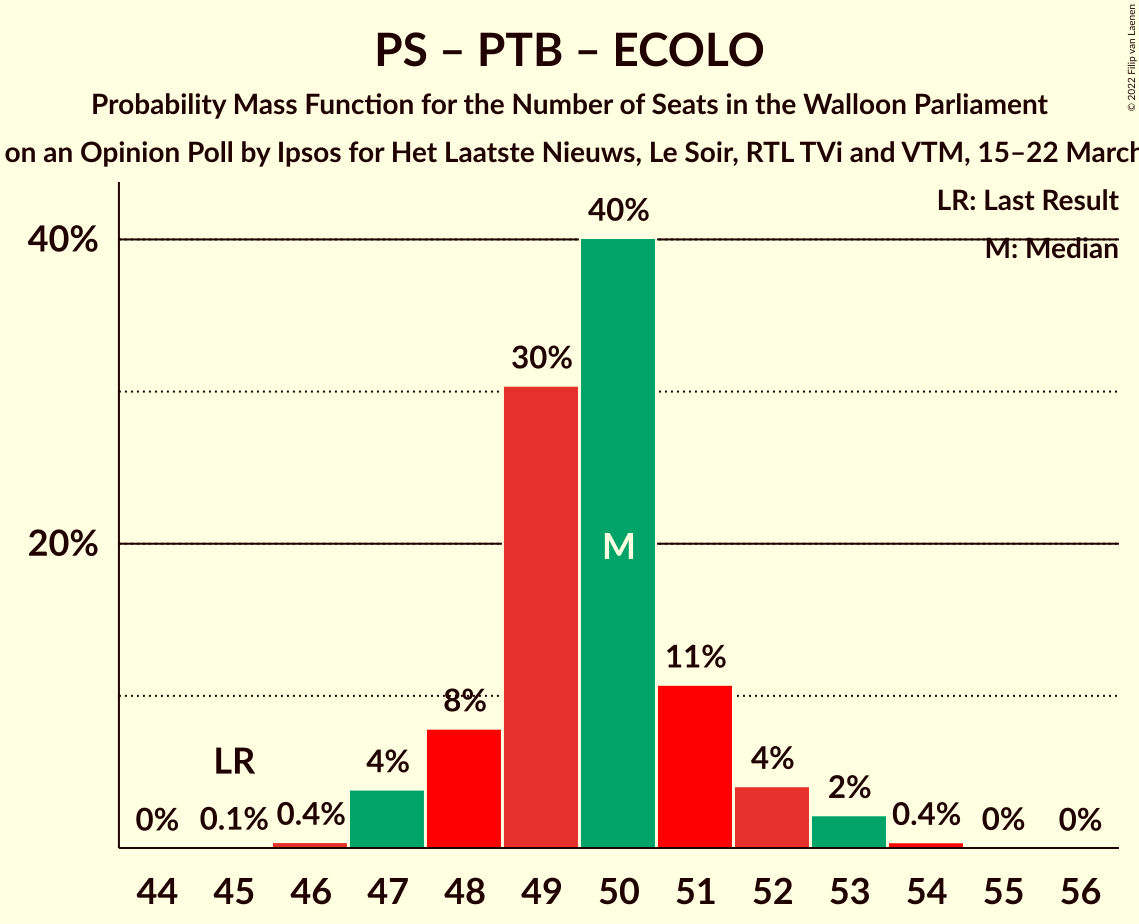 PS – PTB – ECOLO
Probability Mass Function for the Number of Seats in the Walloon Parliament
on an Opinion Poll by Ipsos for Het Laatste Nieuws, Le Soir, RTL TVi and VTM, 15–22 March
© 2022 Filip van Laenen
LR: Last Result
M: Median
40%
20%
0%
0.1%
LR
0.4%
4%
8%
30%
40%
M
11%
4%
2%
0.4%
0%
0%
44 45 46 47 48 49 50 51 52 53 54 55 56